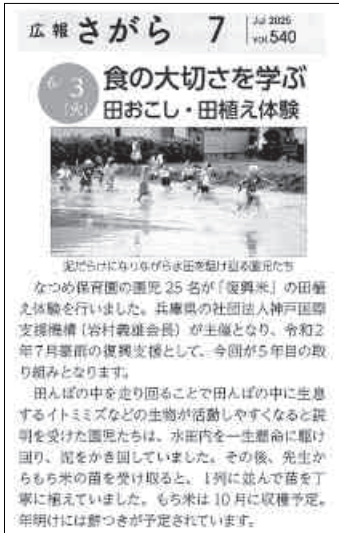 広報 さがら 7 Jul 2025
VOL.540
6/3
(火)
食の大切さを学ぶ
田おこし・田植え体験
泥だらけになりながら水田を駆け回る園児たち
なつめ保育園の園児25名が「復興米」の田植
え体験を行いました。兵庫県の社団法人神戸国際
支援機構(岩村義雄会長)が主催となり、令和2
年7月豪雨の復興支援として、今回が5年目の取
り組みとなります。
田んぼの中を走り回ることで田んぼの中に生息
するイトミミズなどの生物が活動しやすくなると説
明を受けた園児たちは、水田内を一生懸命に駆け
回り、泥をかき回していました。その後、先生か
らもち米の苗を受け取ると、1列に並んで苗を丁
寧に植えていました。もち米は10月に収穫予定。
年明けには餅つきが予定されています。